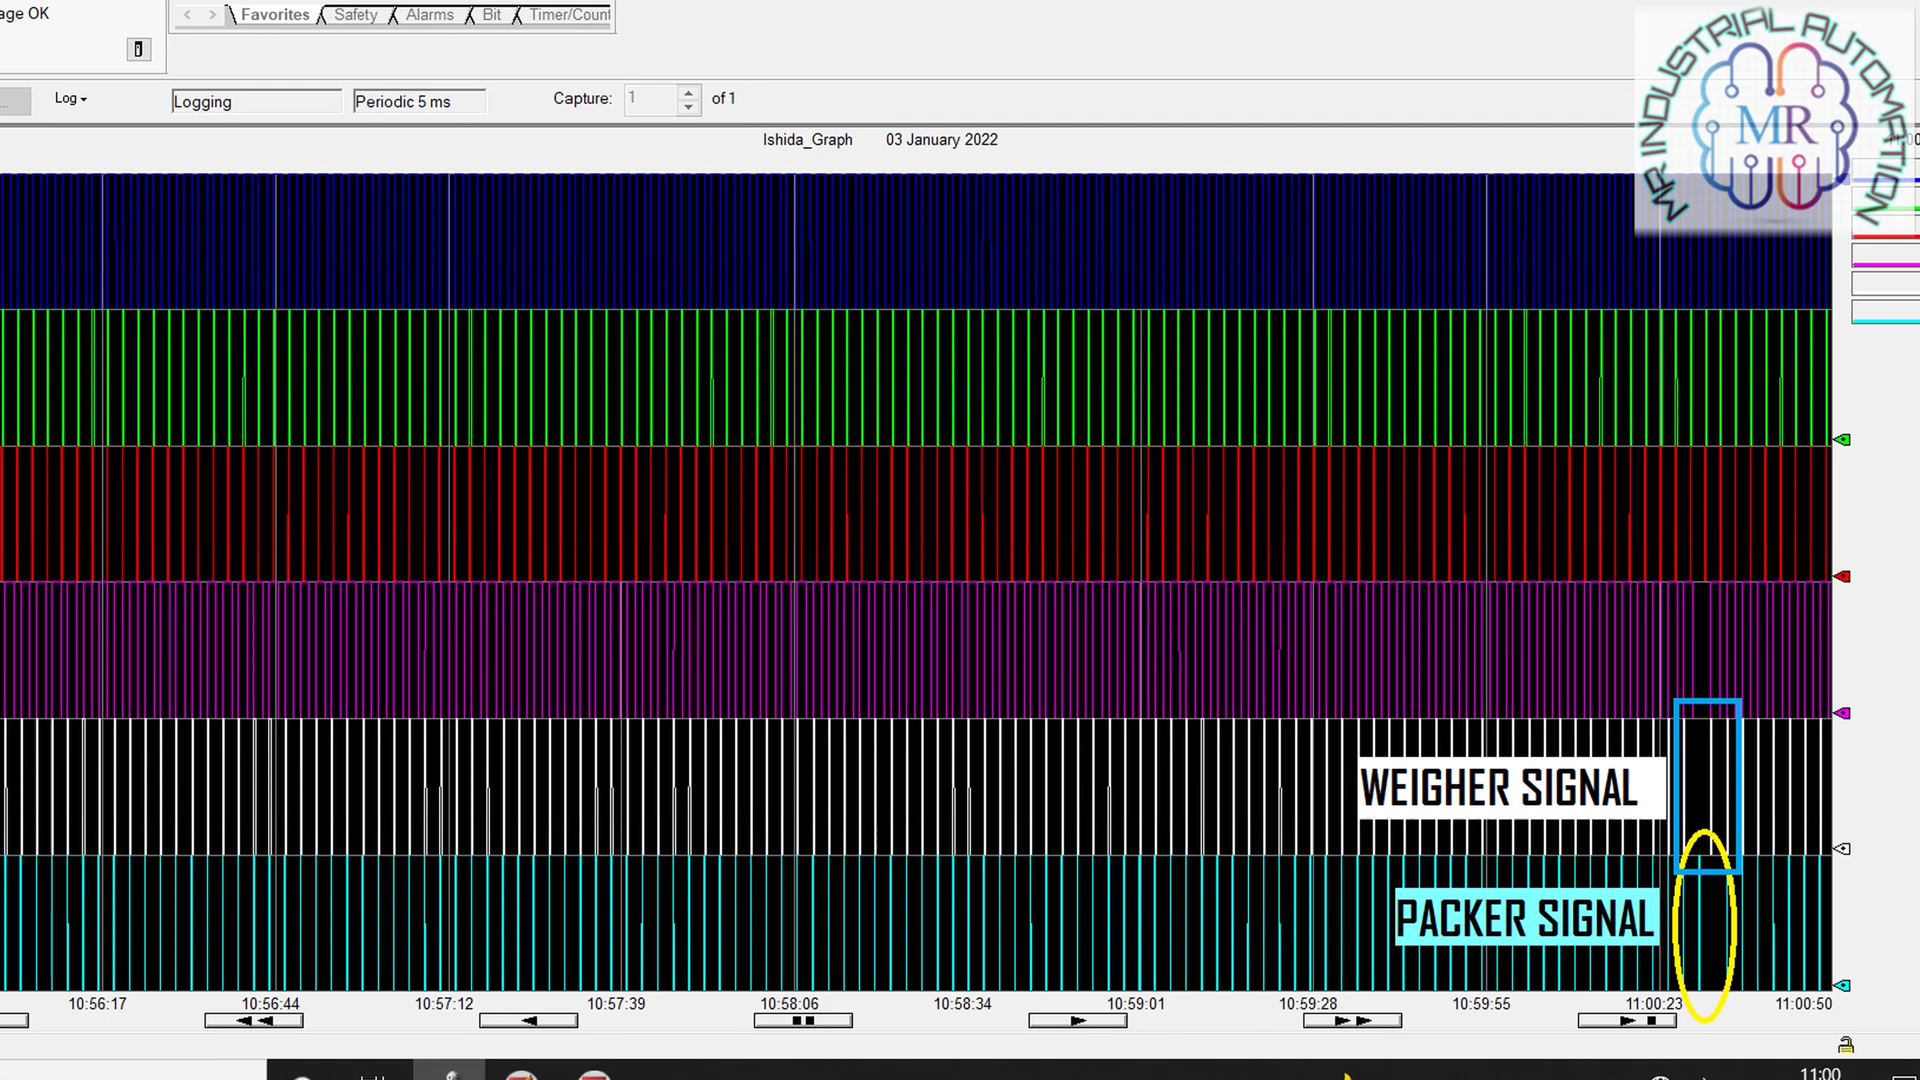 age OK
Favorites Safety Alarms Bit Timer/Count
Log
Logging
Periodic 5 ms
Capture:
1
of 1
Ishida_Graph
03 January 2022
MR INDUSTRIAL AUTOMATION
MR
WEIGHER SIGNAL
PACKER SIGNAL
10:56:17 10:56:44 10:57:12 10:57:39 10:58:06 10:58:34 10:59:01 10:59:28 10:59:55 11:00:23 11:00:50
11:00